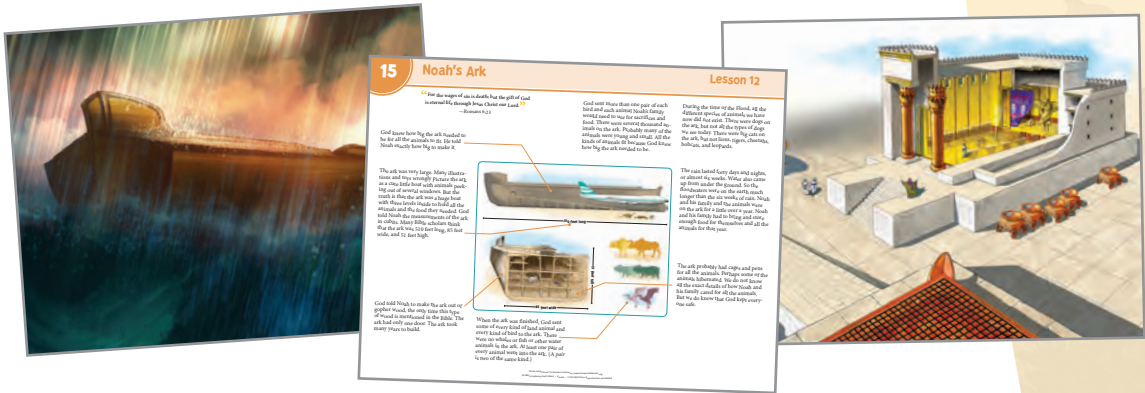 15
Noah's Ark
Lesson 12
“For the wages of sin is death; but the gift of God
is eternal life through Jesus Christ our Lord.”
—Romans 6:23
God knew how big the ark needed to
be for all the animals to fit. He told
Noah exactly how big to make it.
The ark was very large. Many illustra-
tions and toys wrongly picture the ark
as a cute little boat with animals peek-
ing out of several windows. But the
truth is that the ark was a huge boat
with three levels inside to hold all the
animals and the food they needed. God
told Noah the measurements of the ark
in cubits. Many Bible scholars think
that the ark was 510 feet long, 85 feet
wide, and 51 feet high.
God told Noah to make the ark out of
gopher wood, the only time this type
of wood is mentioned in the Bible. The
ark had only one door. The ark took
many years to build.
God sent more than one pair of each
bird and each animal Noah's family
would need to use for sacrifices and
food. There were several thousand an-
imals on the ark. Probably many of the
animals were young and small. All the
kinds of animals fit because God knew
how big the ark needed to be.
During the time of the Flood, all the
different species of animals we have
now did not exist. There were dogs on
the ark, but not all the types of dogs
we see today. There were big cats on
the ark, but not lions, tigers, cheetahs,
bobcats, and leopards.
The rain lasted forty days and nights,
or almost six weeks. Water also came
up from under the ground. So the
floodwaters were on the earth much
longer than the six weeks of rain. Noah
and his family and the animals were
on the ark for a little over a year. Noah
and his family had to bring and store
enough food for themselves and all the
animals for that year.
The ark probably had cages and pens
for all the animals. Perhaps some of the
animals hibernated. We do not know
all the exact details of how Noah and
his family cared for all the animals.
But we do know that God kept every-
one safe.
When the ark was finished, God sent
some of every kind of land animal and
every kind of bird to the ark. There
were no whales or fish or other water
animals in the ark. At least one pair of
every animal went into the ark. (A pair
is two of the same kind.)